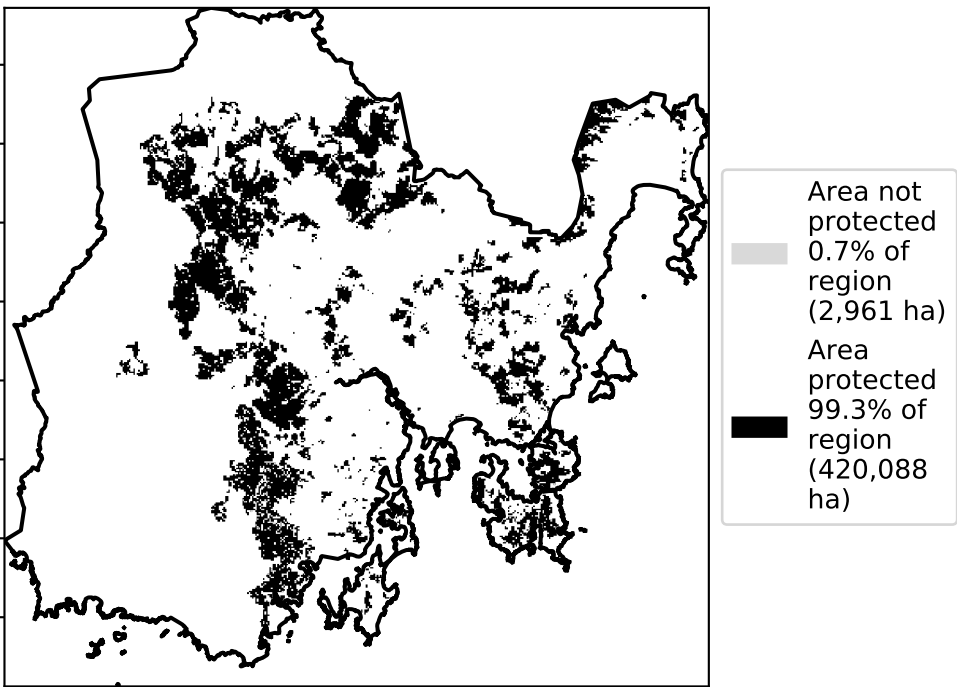 Area not
protected
0.7% of
region
(2,961 ha)
Area
protected
99.3% of
region
(420,088
ha)